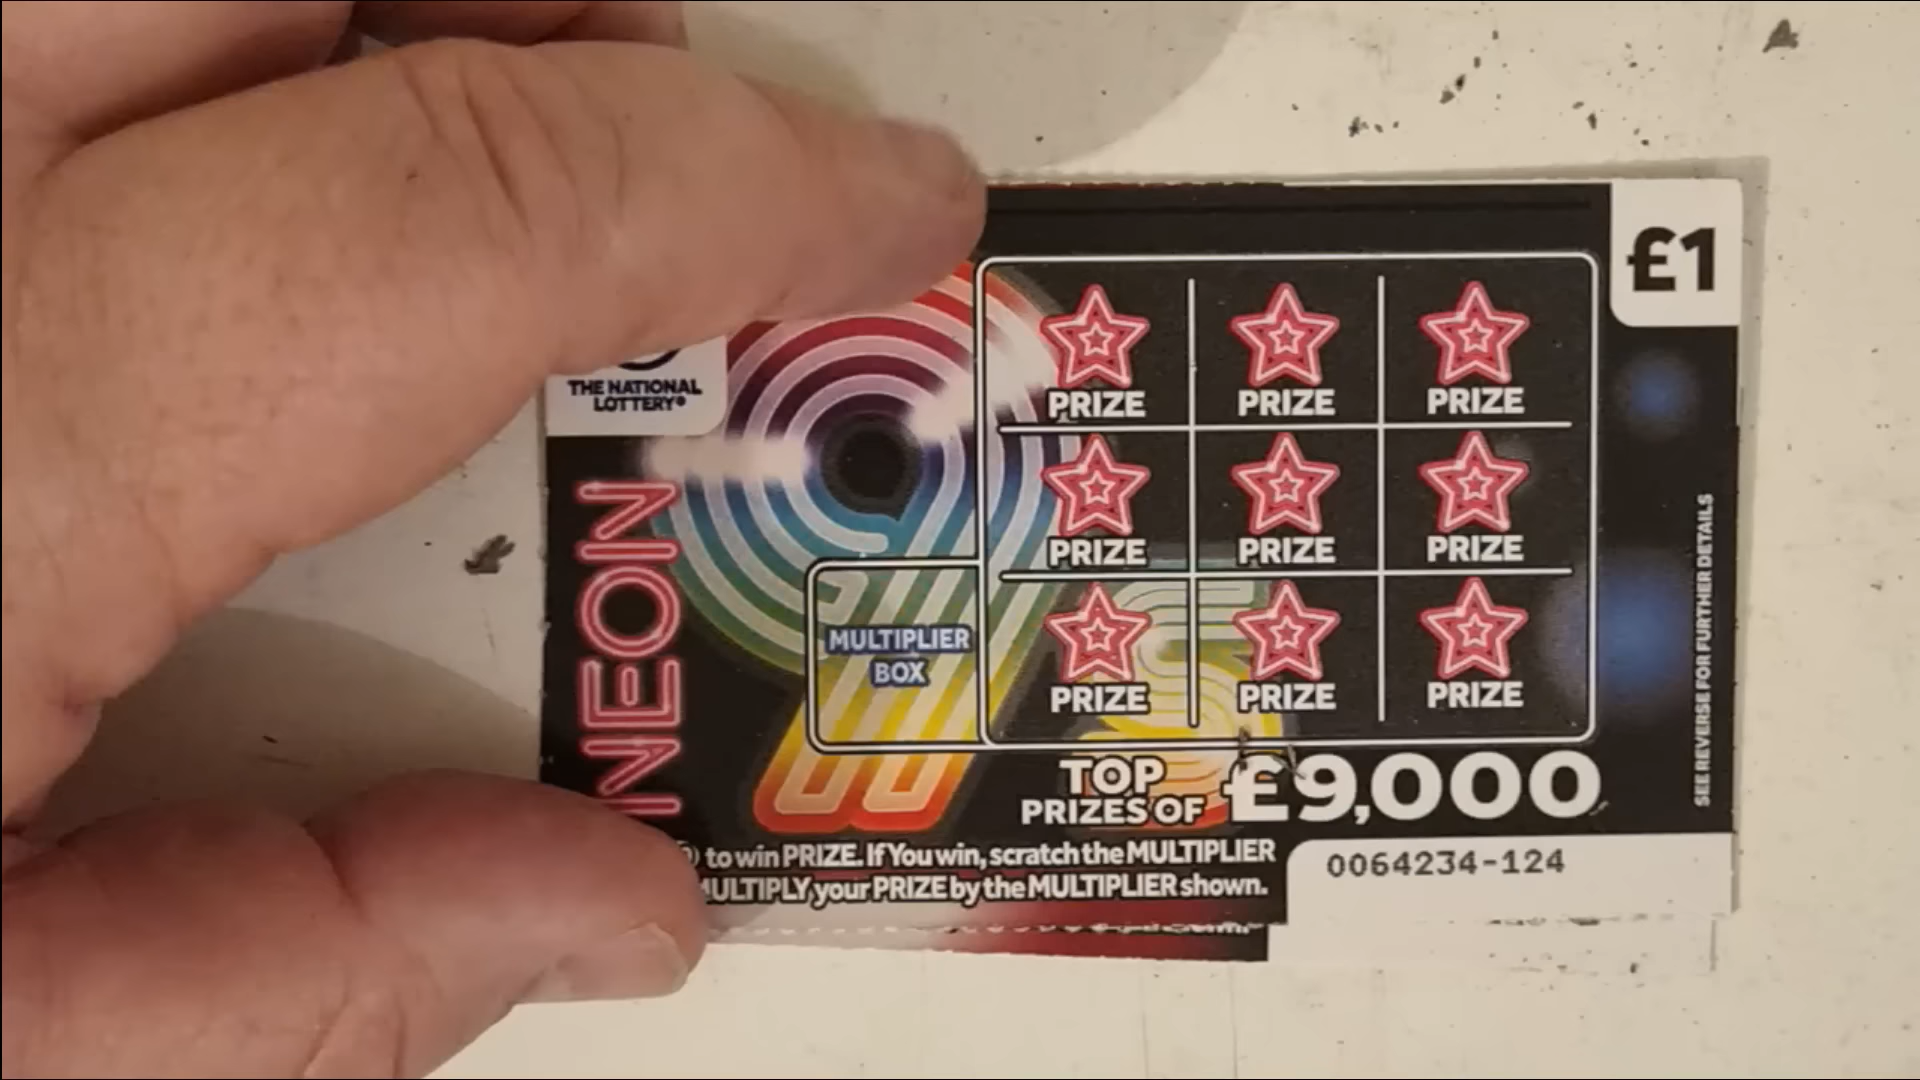 £1
THE NATIONAL
LOTTERY®
NEON
9s
PRIZE PRIZE PRIZE
PRIZE PRIZE PRIZE
PRIZE PRIZE PRIZE
MULTIPLIER
BOX
TOP
PRIZES OF £9,000
to win PRIZE. If You win, scratch the MULTIPLIER
MULTIPLY your PRIZE by the MULTIPLIER shown.
0064234-124
SEE REVERSE FOR FURTHER DETAILS